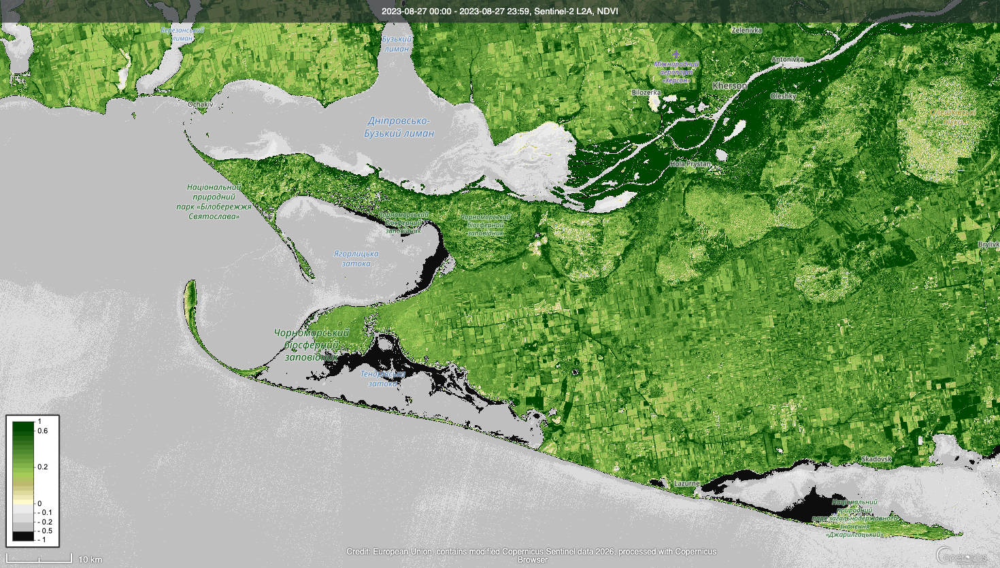 2023-08-27 00:00 - 2023-08-27 23:59, Sentinel-2 L2A, NDVI
Березанський
лиман
Бузький
лиман
Zelenivka
Міжнародний
аеропорт
«Херсон»
Antonivka
Kherson
Bilozerka
Oleshky
Ochakiv
Дніпровсько-
Бузький лиман
Hola Prystan
Національний
природний
парк «Білобережжя
Святослава»
Чорноморський
біосферний
заповідник
Чорноморський
біосферний
заповідник
Ягорлицька
затока
Brylivk
Чорноморський
біосферний
заповідник
Тендрівська
затока
Skadovsk
Lazurne
Національний
природний
парк загальнодержавного
значення
«Джарилгацький»
1
0.6
0.2
0
- 0.1
- 0.2
- 0.5
- 1
10 km
Credit: European Union, contains modified Copernicus Sentinel data 2026, processed with Copernicus
Browser
opernicus